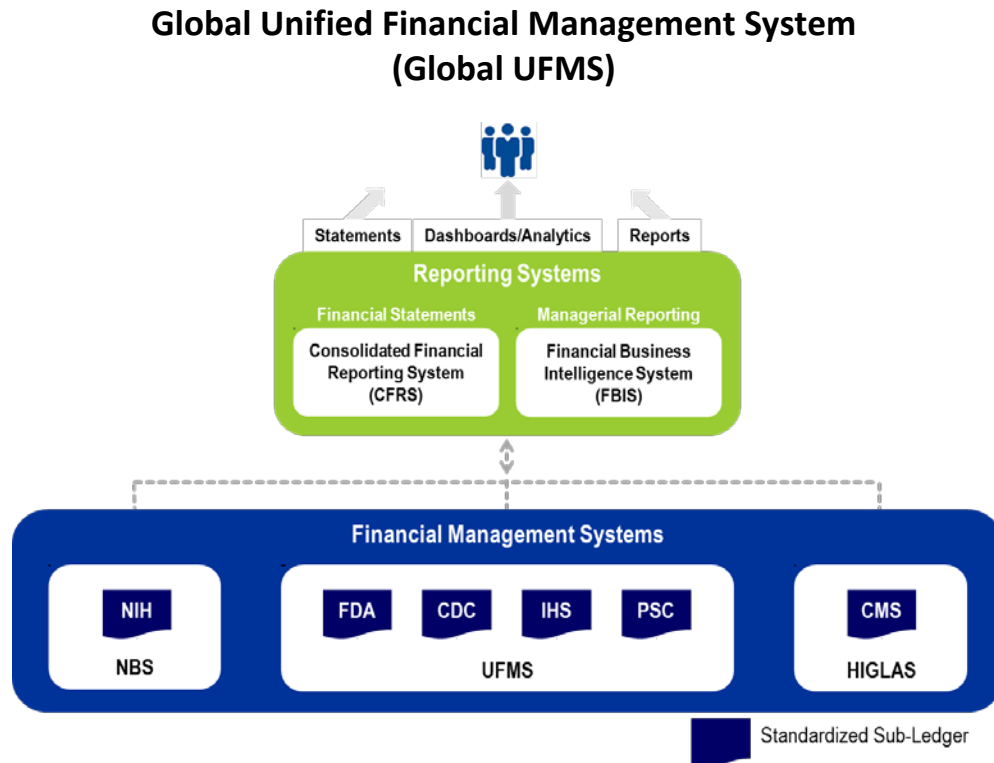 Global Unified Financial Management System
(Global UFMS)
Statements
Dashboards/Analytics
Reports
Reporting Systems
Financial Statements
Managerial Reporting
Consolidated Financial
Reporting System
(CFRS)
Financial Business
Intelligence System
(FBIS)
Financial Management Systems
NIH
NBS
FDA
CDC
IHS
PSC
UFMS
CMS
HIGLAS
Standardized Sub-Ledger